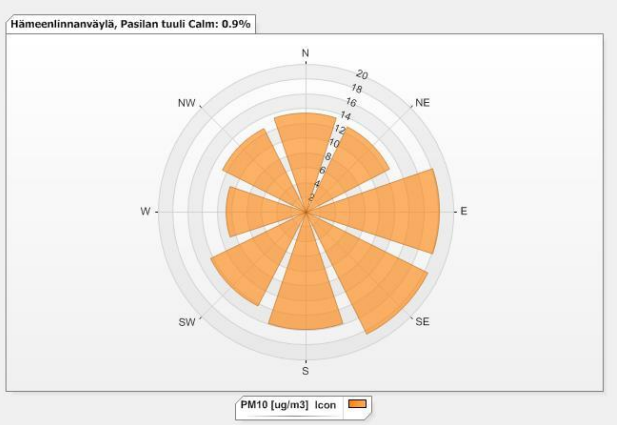 Hämeenlinnanväylä, Pasilan tuuli Calm: 0.9%
N
20
18
NW
16
NE
14
12
10
8
6
4
2
W
E
SW
SE
S
PM10 [ug/m3] Icon